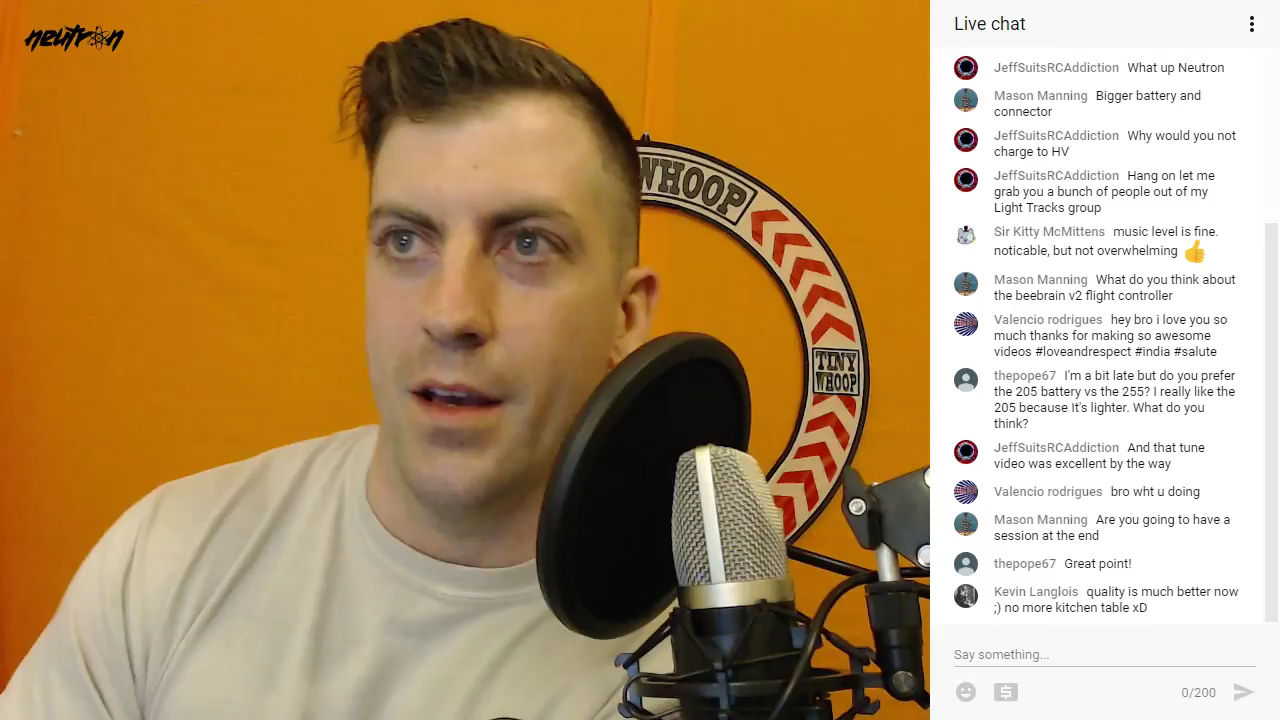 neutron
WHOOP
TINY
WHOOP
Live chat
JeffSuitsRCAddiction What up Neutron
Mason Manning Bigger battery and
connector
JeffSuitsRCAddiction Why would you not
charge to HV
JeffSuitsRCAddiction Hang on let me
grab you a bunch of people out of my
Light Tracks group
Sir Kitty McMittens music level is fine.
noticable, but not overwhelming 👍
Mason Manning What do you think about
the beebrain v2 flight controller
Valencio rodrigues hey bro i love you so
much thanks for making so awesome
videos #loveandrespect #india #salute
thepope67 I'm a bit late but do you prefer
the 205 battery vs the 255? I really like the
205 because It's lighter. What do you
think?
JeffSuitsRCAddiction And that tune
video was excellent by the way
Valencio rodrigues bro wht u doing
Mason Manning Are you going to have a
session at the end
thepope67 Great point!
Kevin Langlois quality is much better now
;) no more kitchen table xD
Say something...
0/200